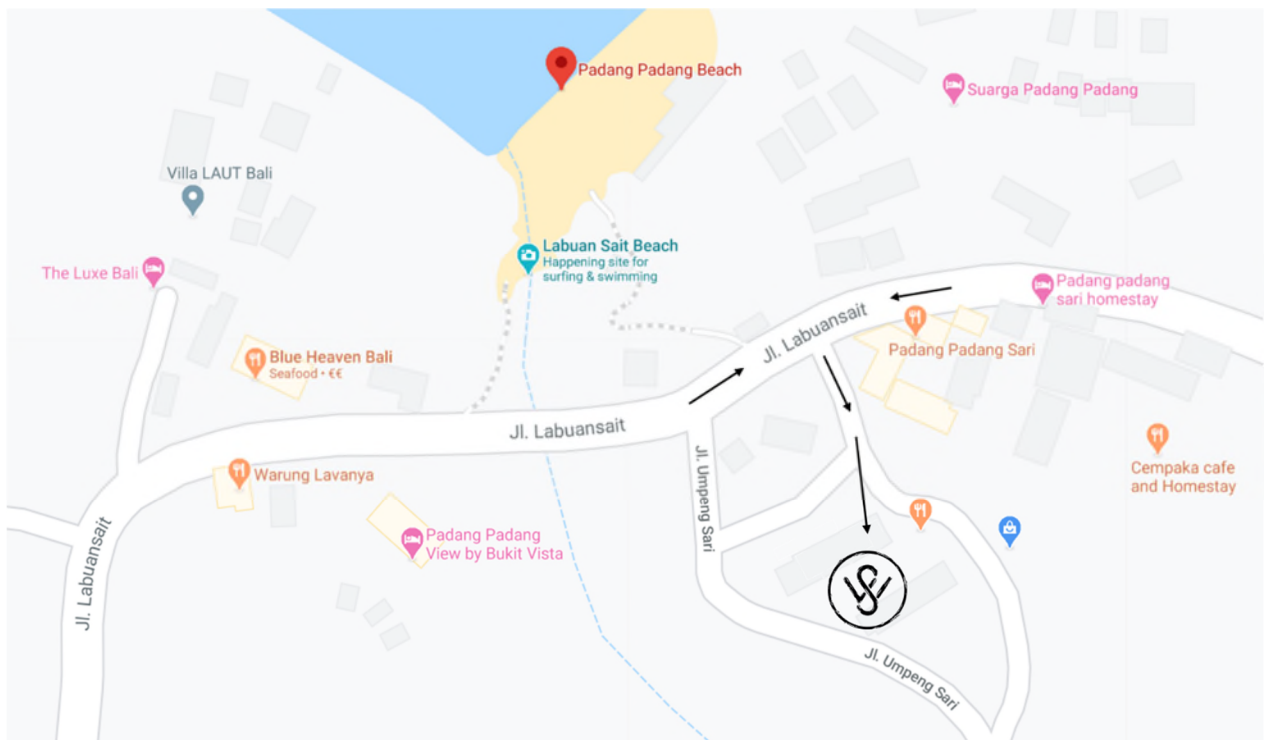 Padang Padang Beach
Suarga Padang Padang
Villa LAUT Bali
Labuan Sait Beach
Happening site for
surfing & swimming
The Luxe Bali
Padang padang
sari homestay
Jl. Labuansait
Padang Padang Sari
Blue Heaven Bali
Seafood • €€
Jl. Labuansait
Warung Lavanya
Jl. Umpeng Sari
Cempaka cafe
and Homestay
Padang Padang
View by Bukit Vista
Jl. Labuansait
Jl. Umpeng Sari